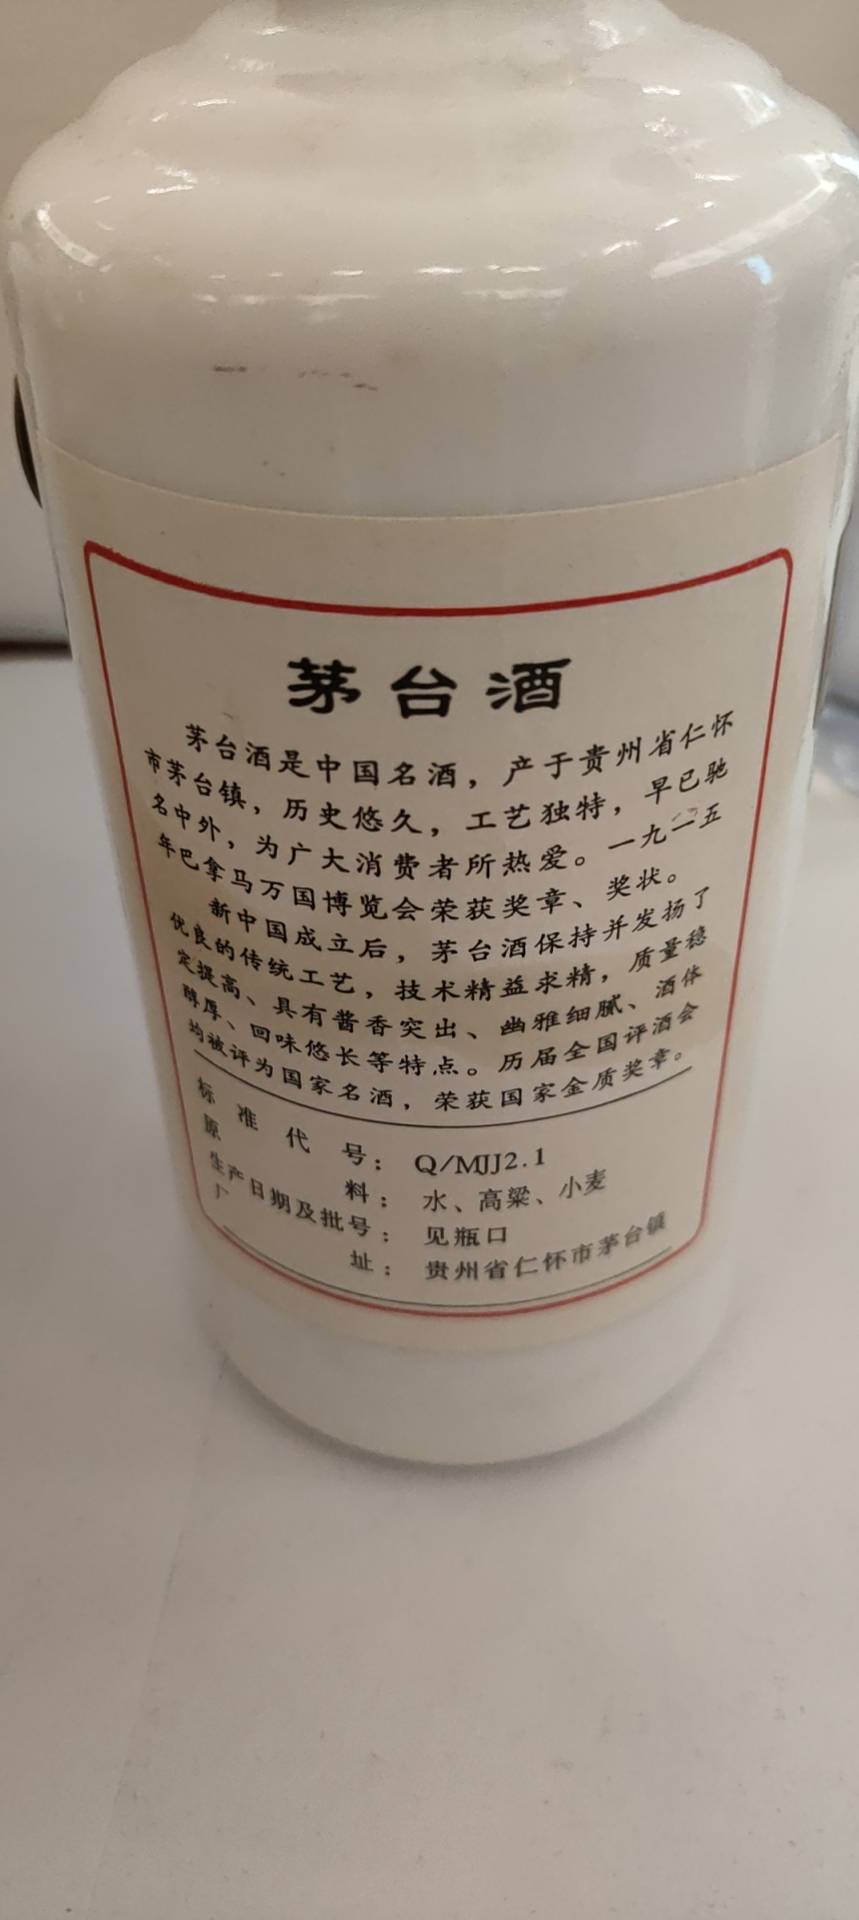 茅台酒
茅台酒是中国名酒，产于贵州省仁怀
市茅台镇，历史悠久，工艺独特，早已驰
名中外，为广大消费者所热爱。一九一五
年巴拿马万国博览会荣获奖章、奖状。
新中国成立后，茅台酒保持并发扬了
优良的传统工艺，技术精益求精，质量稳
定提高、具有酱香突出、幽雅细腻、酒体
醇厚、回味悠长等特点。历届全国评酒会
均被评为国家名酒，荣获国家金质奖章。
标准代号：Q/MJJ2.1
原料：水、高粱、小麦
生产日期及批号：见瓶口
厂址：贵州省仁怀市茅台镇